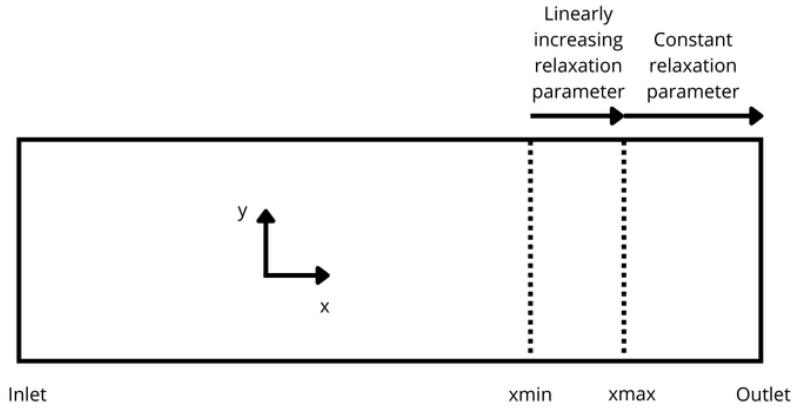 Linearly
increasing
relaxation
parameter
Constant
relaxation
parameter
y
x
Inlet
xmin
xmax
Outlet